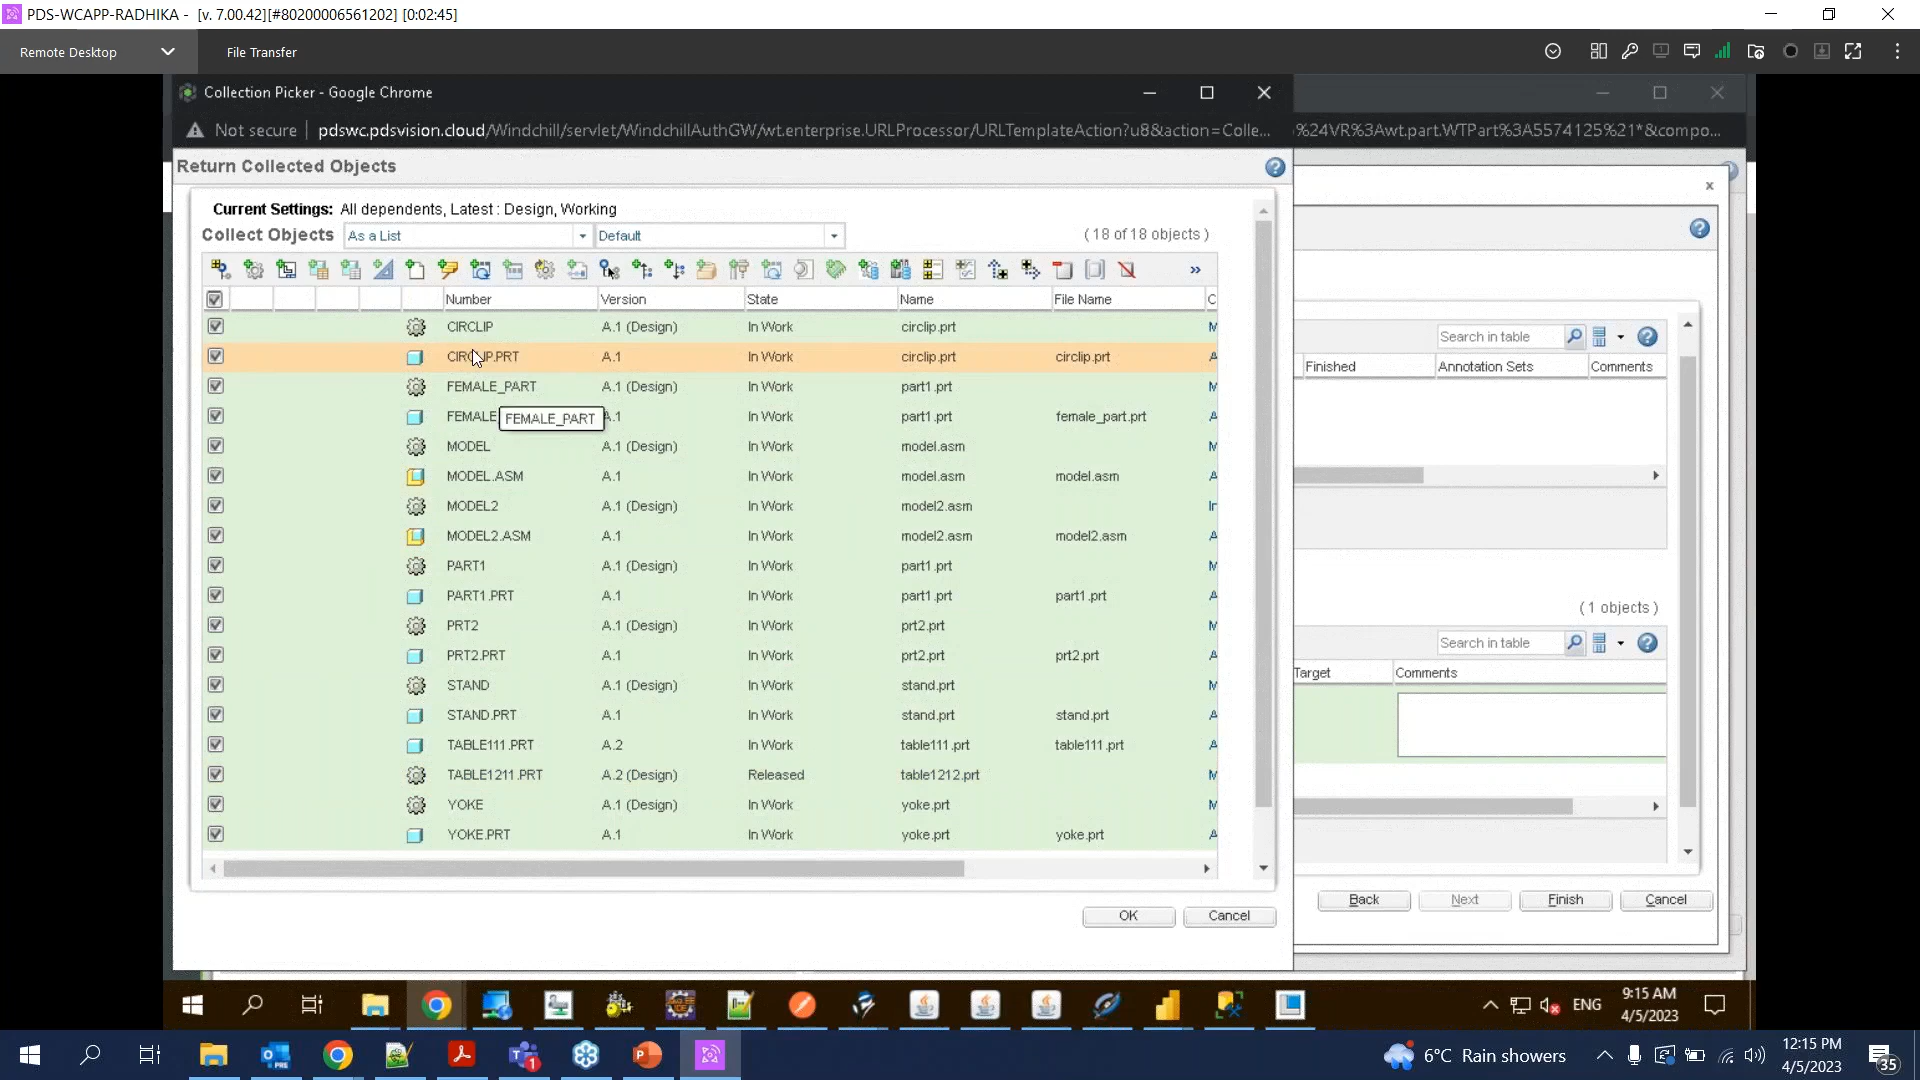 PDS-WCAPP-RADHIKA - [v. 7.00.42][#80200006561202] [0:02:45]
Remote Desktop
File Transfer
Collection Picker - Google Chrome
Not secure
pdswc.pdsvision.cloud/Windchill/servlet/WindchillAuthGW/wt.enterprise.URLProcessor/URLTemplateAction?u8&action=Colle...
%24VR%3Awt.part.WTPart%3A5574125%21*&compo...
Return Collected Objects
Current Settings: All dependents, Latest : Design, Working
Collect Objects
As a List
Default
( 18 of 18 objects )
Number Version State Name File Name C
CIRCLIP A.1 (Design) In Work circlip.prt M
CIRCLIP.PRT A.1 In Work circlip.prt circlip.prt A
FEMALE_PART A.1 (Design) In Work part1.prt M
FEMALE A.1 In Work part1.prt female_part.prt A
FEMALE_PART
MODEL A.1 (Design) In Work model.asm M
MODEL.ASM A.1 In Work model.asm model.asm A
MODEL2 A.1 (Design) In Work model2.asm In
MODEL2.ASM A.1 In Work model2.asm model2.asm A
PART1 A.1 (Design) In Work part1.prt M
PART1.PRT A.1 In Work part1.prt part1.prt A
PRT2 A.1 (Design) In Work prt2.prt M
PRT2.PRT A.1 In Work prt2.prt prt2.prt A
STAND A.1 (Design) In Work stand.prt M
STAND.PRT A.1 In Work stand.prt stand.prt A
TABLE111.PRT A.2 In Work table111.prt table111.prt A
TABLE1211.PRT A.2 (Design) Released table1212.prt M
YOKE A.1 (Design) In Work yoke.prt M
YOKE.PRT A.1 In Work yoke.prt yoke.prt A
OK
Cancel
Search in table
Finished Annotation Sets Comments
( 1 objects )
Search in table
Target Comments
Back
Next
Finish
Cancel
ENG
9:15 AM
4/5/2023
1
PRE
6°C Rain showers
12:15 PM
4/5/2023
35